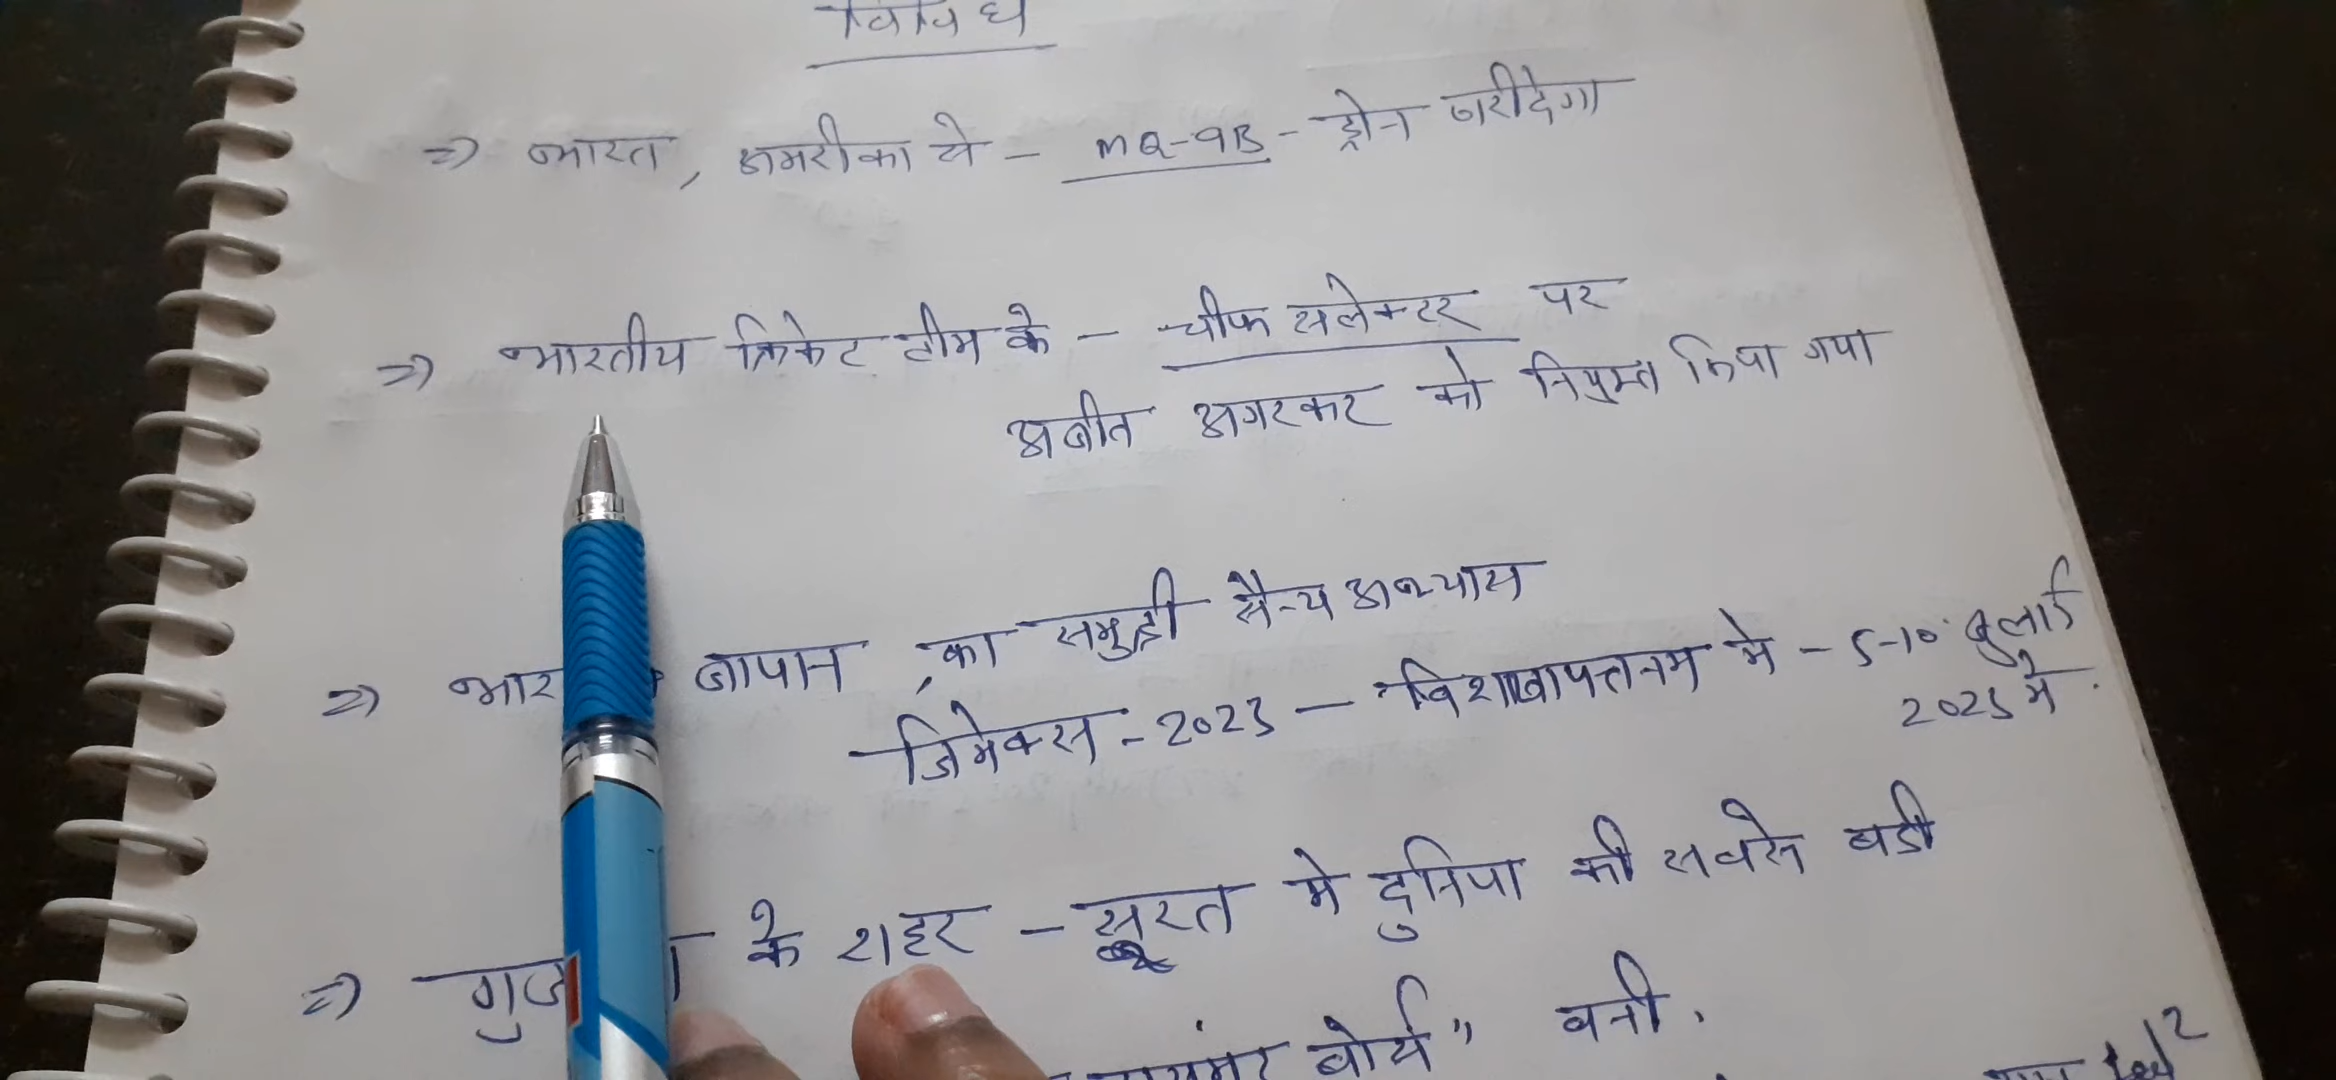 विविध
=> भारत, अमरीका से - MQ-9B - ड्रोन खरीदेगा
=> भारतीय क्रिकेट टीम के - चीफ सलेक्टर पर
अजीत अगरकर को नियुक्त किया गया
=> भार जापान, का समुद्री सैन्य अभ्यास
जिमेक्स - 2023 - विशाखापत्तनम मे - 5-10 जुलाई
2023 मे.
=> गुज के शहर - सूरत मे दुनिया की सबसे बडी
बोर्स" बनी.